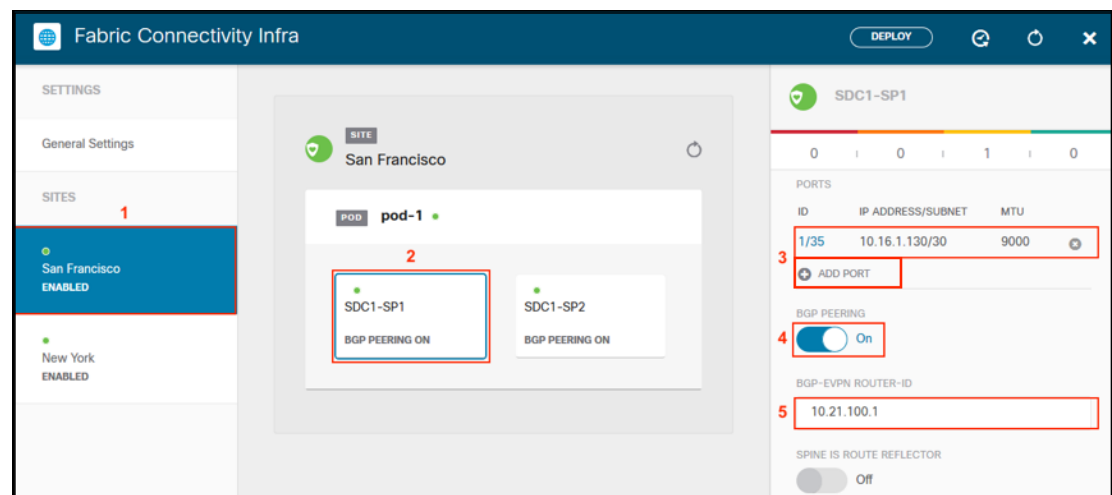 Fabric Connectivity Infra
DEPLOY
SETTINGS
General Settings
SITES
1
San Francisco
ENABLED
New York
ENABLED
SITE
San Francisco
POD pod-1
2
SDC1-SP1
BGP PEERING ON
SDC1-SP2
BGP PEERING ON
SDC1-SP1
0 0 1 0
PORTS
ID IP ADDRESS/SUBNET MTU
1/35 10.16.1.130/30 9000
3
ADD PORT
BGP PEERING
4 On
BGP-EVPN ROUTER-ID
5 10.21.100.1
SPINE IS ROUTE REFLECTOR
Off